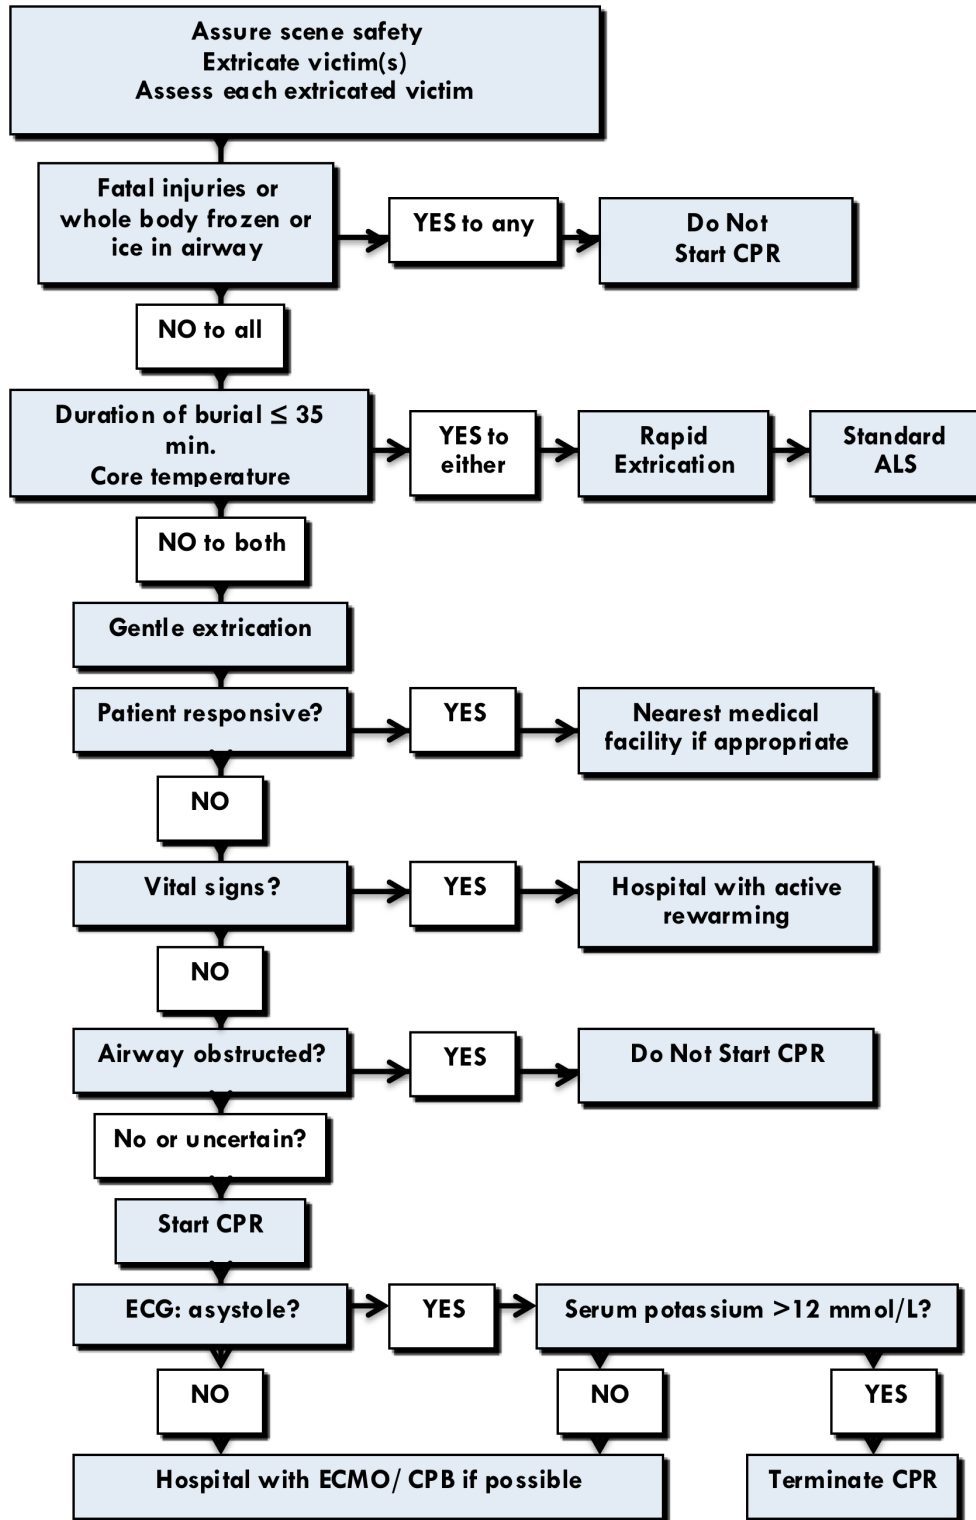 Assure scene safety
Extricate victim(s)
Assess each extricated victim
Fatal injuries or
whole body frozen or
ice in airway
YES to any
Do Not
Start CPR
NO to all
Duration of burial ≤ 35
min.
Core temperature
YES to
either
Rapid
Extrication
Standard
ALS
NO to both
Gentle extrication
Patient responsive?
YES
Nearest medical
facility if appropriate
NO
Vital signs?
YES
Hospital with active
rewarming
NO
Airway obstructed?
YES
Do Not Start CPR
No or uncertain?
Start CPR
ECG: asystole?
YES
Serum potassium >12 mmol/L?
NO
NO
YES
Hospital with ECMO/ CPB if possible
Terminate CPR